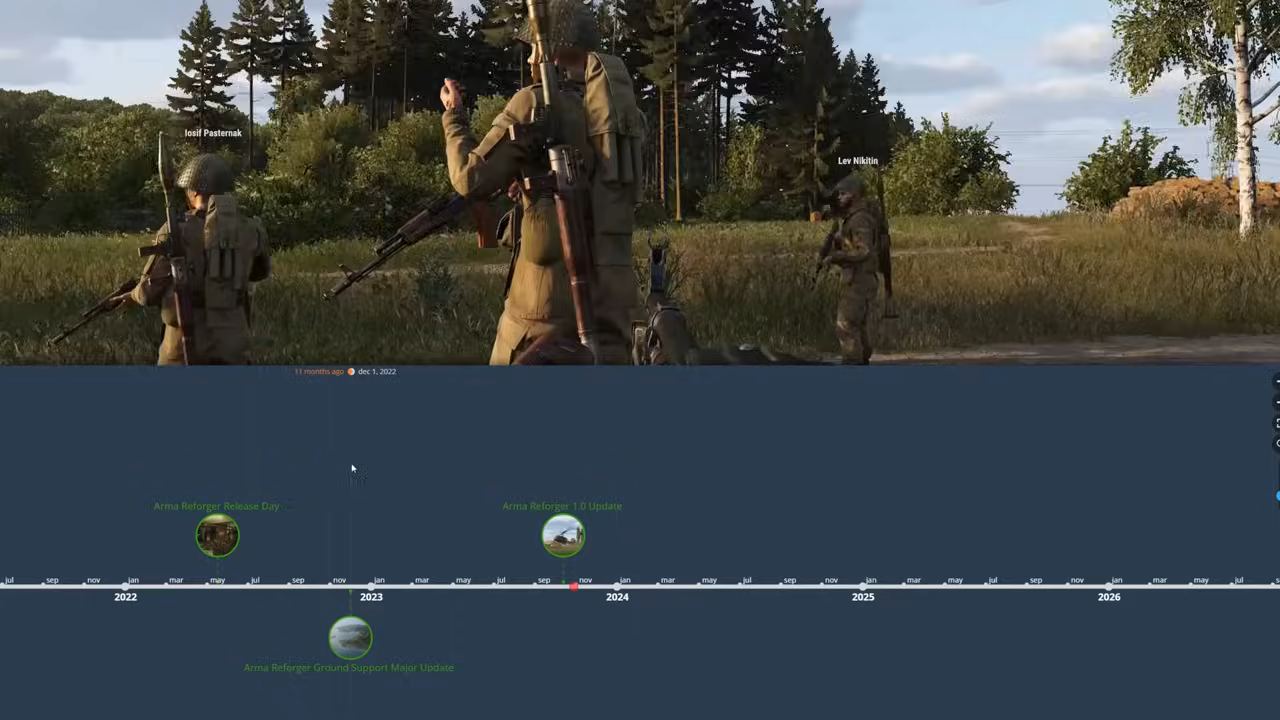 Iosif Pasternak
Lev Nikitin
11 months ago dec 1, 2022
Arma Reforger Release Day
Arma Reforger 1.0 Update
jul sep nov jan mar may jul sep nov jan mar may jul sep nov jan mar may jul sep nov jan mar may jul sep nov jan mar may jul
2022 2023 2024 2025 2026
Arma Reforger Ground Support Major Update